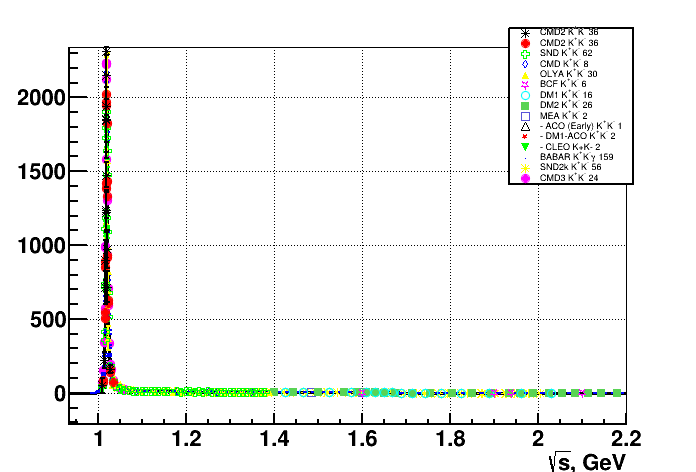 CMD2 K⁺K⁻ 36
CMD2 K⁺K⁻ 36
SND K⁺K⁻ 62
CMD K⁺K⁻ 8
OLYA K⁺K⁻ 30
BCF K⁺K⁻ 6
DM1 K⁺K⁻ 16
DM2 K⁺K⁻ 26
MEA K⁺K⁻ 2
- ACO (Early) K⁺K⁻ 1
- DM1-ACO K⁺K⁻ 2
- CLEO K+K- 2
BABAR K⁺K⁻γ 159
SND2k K⁺K⁻ 56
CMD3 K⁺K⁻ 24
2000
1500
1000
500
0
1 1.2 1.4 1.6 1.8 2 2.2
√s, GeV